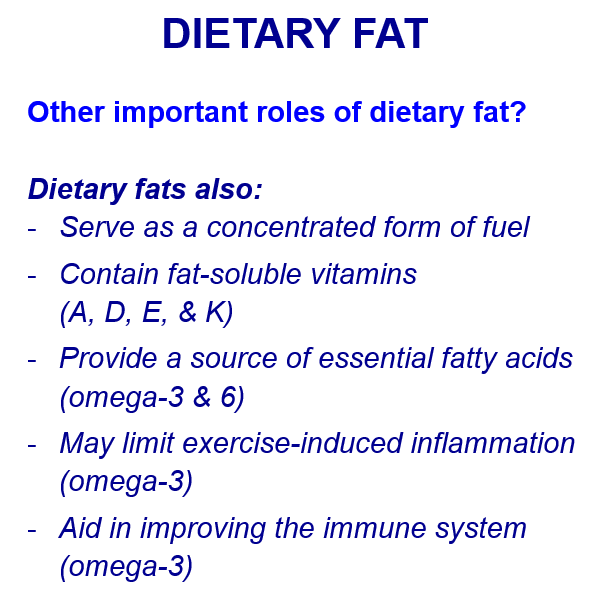 DIETARY FAT
Other important roles of dietary fat?
Dietary fats also:
- Serve as a concentrated form of fuel
- Contain fat-soluble vitamins
(A, D, E, & K)
- Provide a source of essential fatty acids
(omega-3 & 6)
- May limit exercise-induced inflammation
(omega-3)
- Aid in improving the immune system
(omega-3)